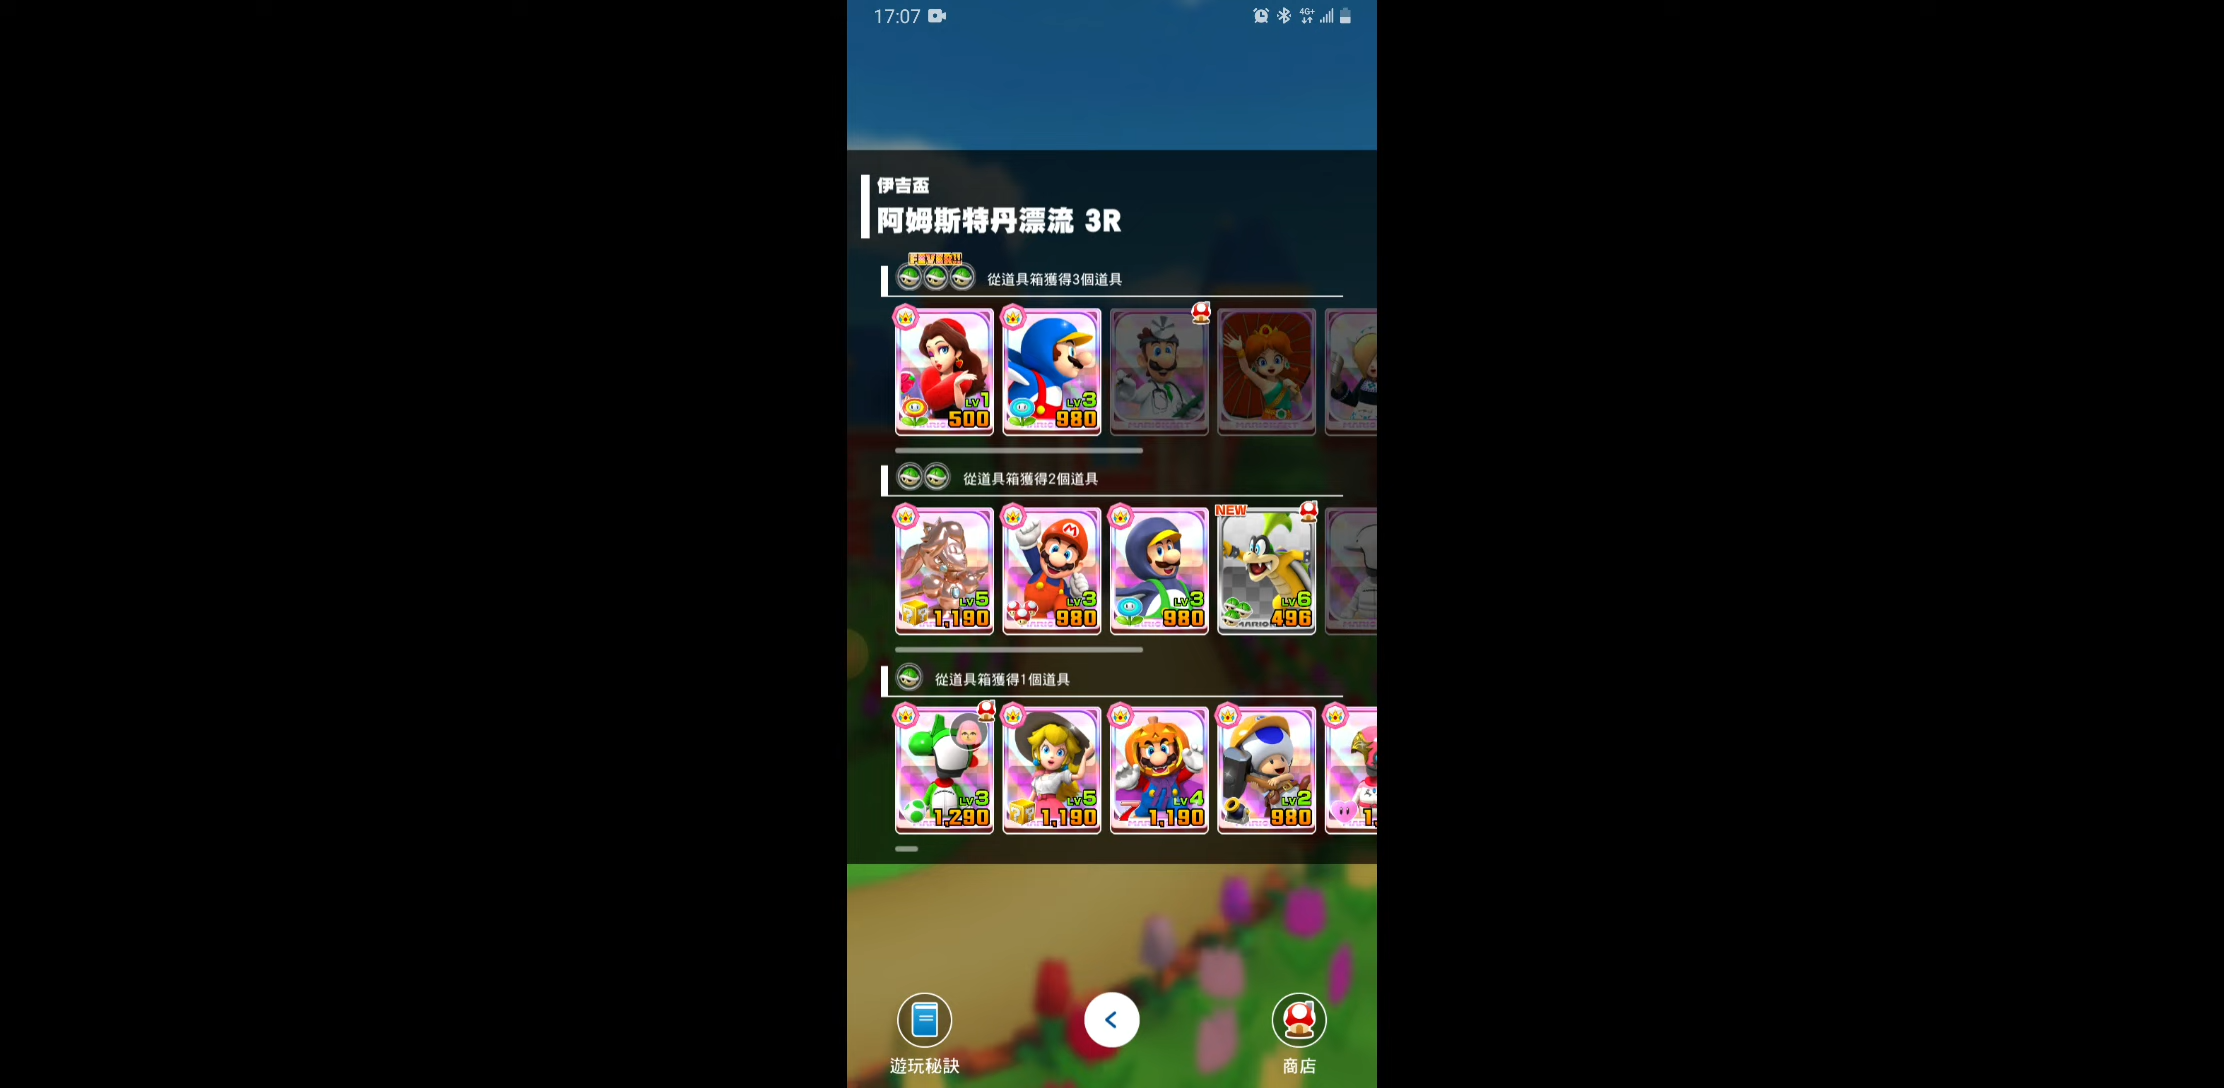 17:07
4G+
伊吉盃
阿姆斯特丹漂流 3R
FEVER!!
從道具箱獲得3個道具
LV1
500
LV3
980
從道具箱獲得2個道具
LV5
1,190
LV3
980
LV3
980
NEW
LV6
496
從道具箱獲得1個道具
LV3
1,290
LV5
1,190
LV4
1,190
LV2
980
遊玩秘訣
商店